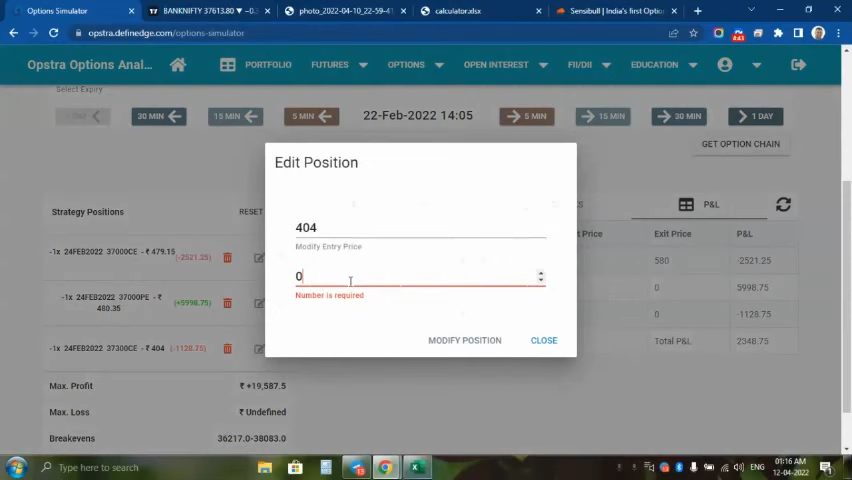 Options Simulator
BANKNIFTY 37613.80 ▼ -0.
photo_2022-04-10_22-59-41
calculator.xlsx
Sensibull | India's first Option
opstra.definedge.com/options-simulator
Opstra Options Anal...
PORTFOLIO
FUTURES
OPTIONS
OPEN INTEREST
FII/DII
EDUCATION
Select Expiry
30 MIN
15 MIN
5 MIN
22-Feb-2022 14:05
5 MIN
15 MIN
30 MIN
1 DAY
GET OPTION CHAIN
Edit Position
Strategy Positions
RESET
P&L
404
Modify Entry Price
Exit Price
P&L
-1x 24FEB2022 37000CE - ₹ 479.15
(-2521.25)
580
-2521.25
0
Number is required
-1x 24FEB2022 37000PE - ₹
480.35
(+5998.75)
0
5998.75
0
-1128.75
-1x 24FEB2022 37300CE - ₹ 404
(-1128.75)
MODIFY POSITION
CLOSE
Total P&L
2348.75
Max. Profit
₹ +19,587.5
Max. Loss
₹ Undefined
Breakevens
36217.0-38083.0
Type here to search
ENG
01:16 AM
12-04-2022